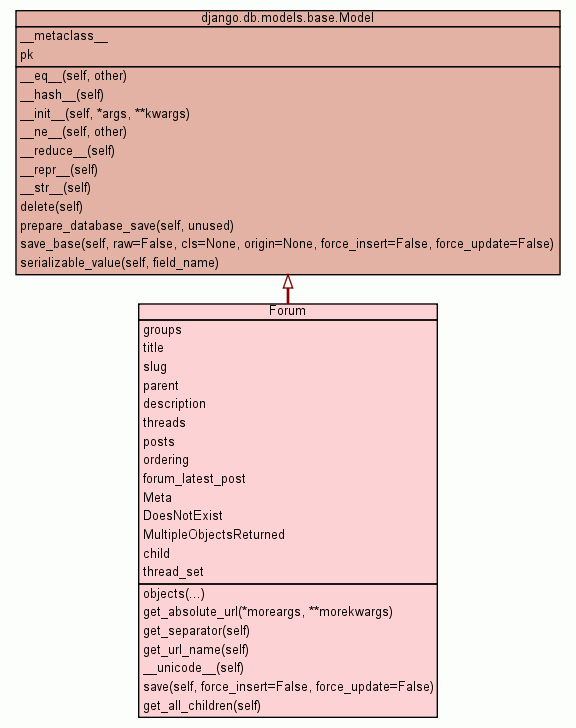 django.db.models.base.Model
__metaclass__
pk
__eq__(self, other)
__hash__(self)
__init__(self, *args, **kwargs)
__ne__(self, other)
__reduce__(self)
__repr__(self)
__str__(self)
delete(self)
prepare_database_save(self, unused)
save_base(self, raw=False, cls=None, origin=None, force_insert=False, force_update=False)
serializable_value(self, field_name)
Forum
groups
title
slug
parent
description
threads
posts
ordering
forum_latest_post
Meta
DoesNotExist
MultipleObjectsReturned
child
thread_set
objects(...)
get_absolute_url(*moreargs, **morekwargs)
get_separator(self)
get_url_name(self)
__unicode__(self)
save(self, force_insert=False, force_update=False)
get_all_children(self)